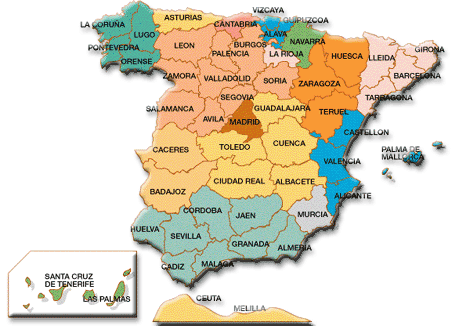 VIZCAYA
GUIPUZCOA
ASTURIAS
LA CORUÑA
CANTABRIA
LUGO
ALAVA
NAVARRA
PONTEVEDRA
LEON
BURGOS
PALENCIA
LA RIOJA
HUESCA
LLEIDA
GIRONA
ORENSE
ZAMORA
VALLADOLID
SORIA
ZARAGOZA
BARCELONA
TARRAGONA
SEGOVIA
SALAMANCA
GUADALAJARA
TERUEL
AVILA
MADRID
CASTELLON
CACERES
TOLEDO
CUENCA
PALMA DE
MALLORCA
VALENCIA
BADAJOZ
CIUDAD REAL
ALBACETE
ALICANTE
CORDOBA
MURCIA
JAEN
HUELVA
SEVILLA
GRANADA
ALMERIA
CADIZ
MALAGA
SANTA CRUZ
DE TENERIFE
LAS PALMAS
CEUTA
MELILLA